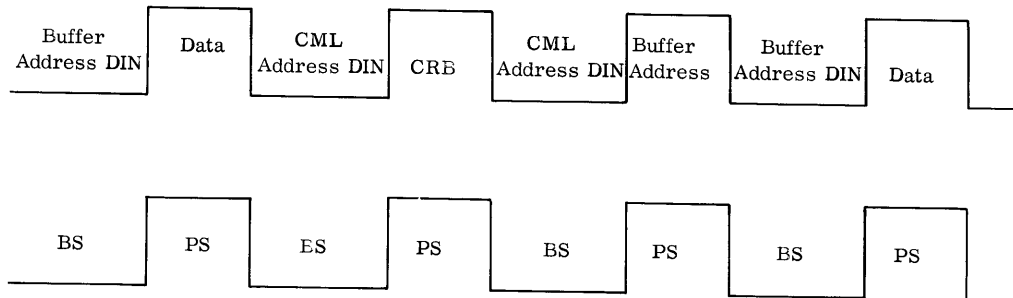 Buffer
Address DIN
Data
CML
Address DIN
CRB
CML
Address DIN
Buffer
Address
Buffer
Address DIN
Data
BS
PS
BS
PS
BS
PS
BS
PS